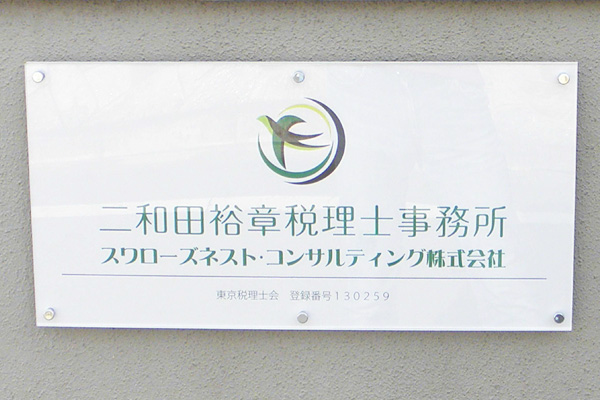 二和田裕章税理士事務所
スワローズネスト・コンサルティング株式会社
東京税理士会　登録番号130259